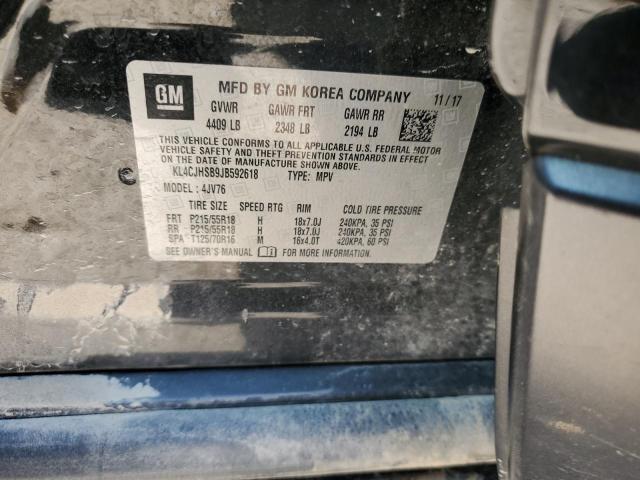 GM
MFD BY GM KOREA COMPANY 11/17
GVWR GAWR FRT GAWR RR
4409 LB 2348 LB 2194 LB
THIS VEHICLE CONFORMS TO ALL APPLICABLE U.S. FEDERAL MOTOR
VEHICLE SAFETY AND THEFT PREVENTION STANDARDS IN EFFECT
ON THE DATE OF MANUFACTURE SHOWN ABOVE.
KL4CJHSB9JB592618 TYPE: MPV
MODEL: 4JV76
TIRE SIZE SPEED RTG RIM COLD TIRE PRESSURE
FRT P215/55R18 H 18x7.0J 240KPA, 35 PSI
RR P215/55R18 H 18x7.0J 240KPA, 35 PSI
SPA T125/70R16 M 16x4.0T 420KPA, 60 PSI
SEE OWNER'S MANUAL FOR MORE INFORMATION.